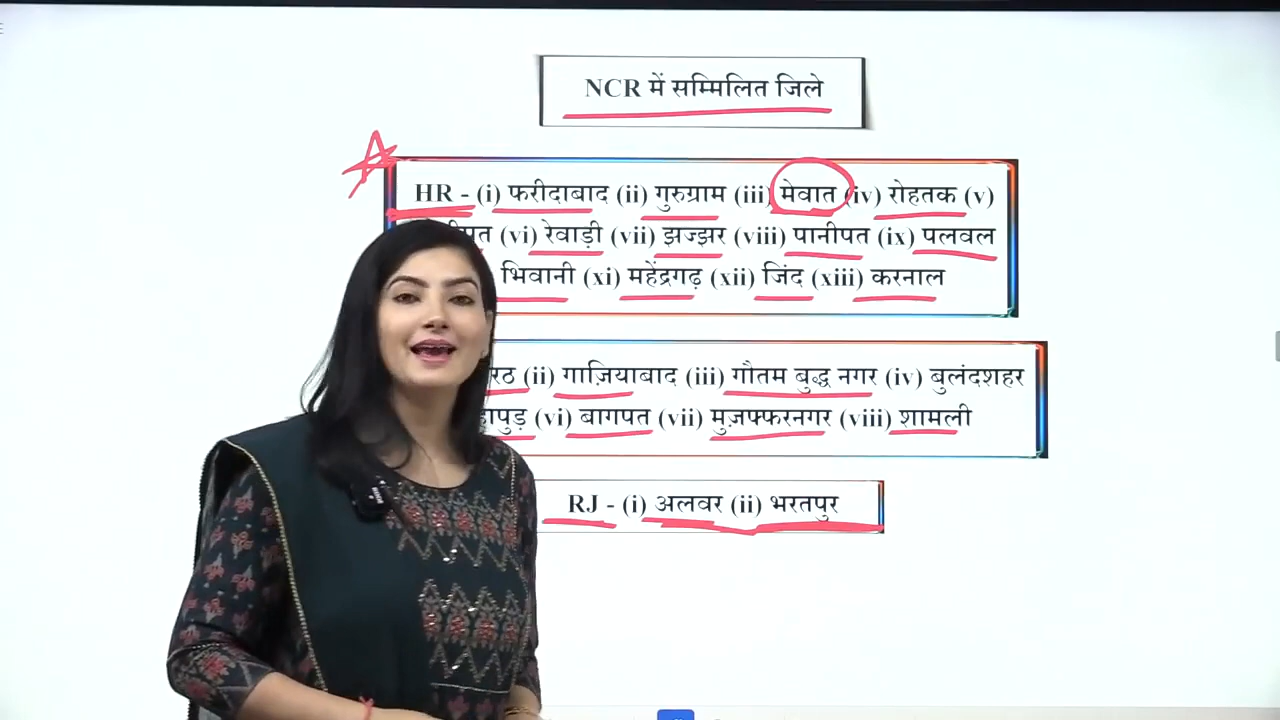 NCR में सम्मिलित जिले
HR - (i) फरीदाबाद (ii) गुरुग्राम (iii) मेवात (iv) रोहतक (v)
(vi) रेवाड़ी (vii) झज्झर (viii) पानीपत (ix) पलवल
भिवानी (xi) महेंद्रगढ़ (xii) जिंद (xiii) करनाल
(ii) गाज़ियाबाद (iii) गौतम बुद्ध नगर (iv) बुलंदशहर
(vi) बागपत (vii) मुज़फ्फरनगर (viii) शामली
RJ - (i) अलवर (ii) भरतपुर